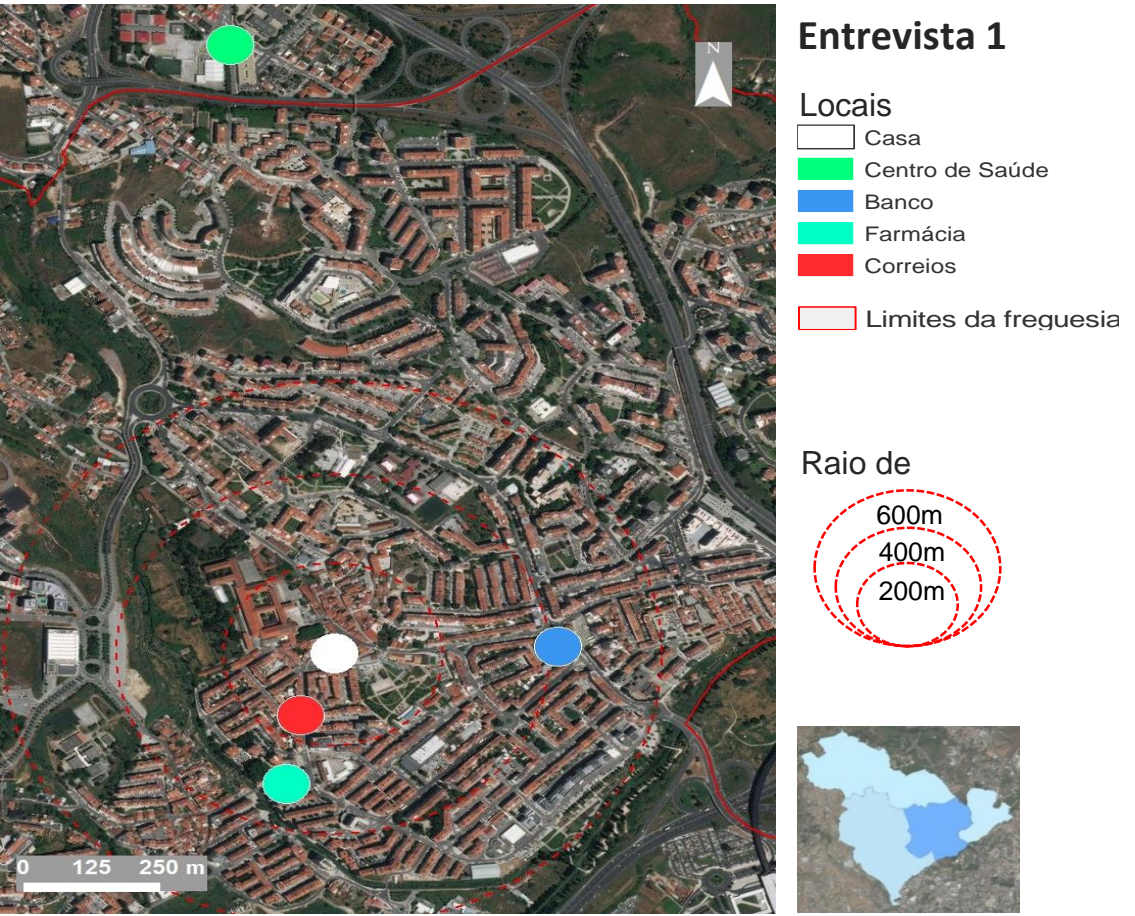 Entrevista 1
N
Locais
Casa
Centro de Saúde
Banco
Farmácia
Correios
Limites da freguesia
Raio de
600m
400m
200m
0 125 250 m